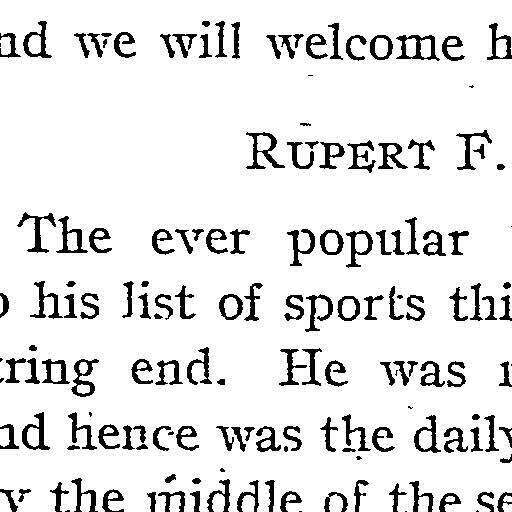 nd we will welcome h
RUPERT F.
The ever popular
his list of sports thi
ring end. He was
nd hence was the daily
y the middle of the se